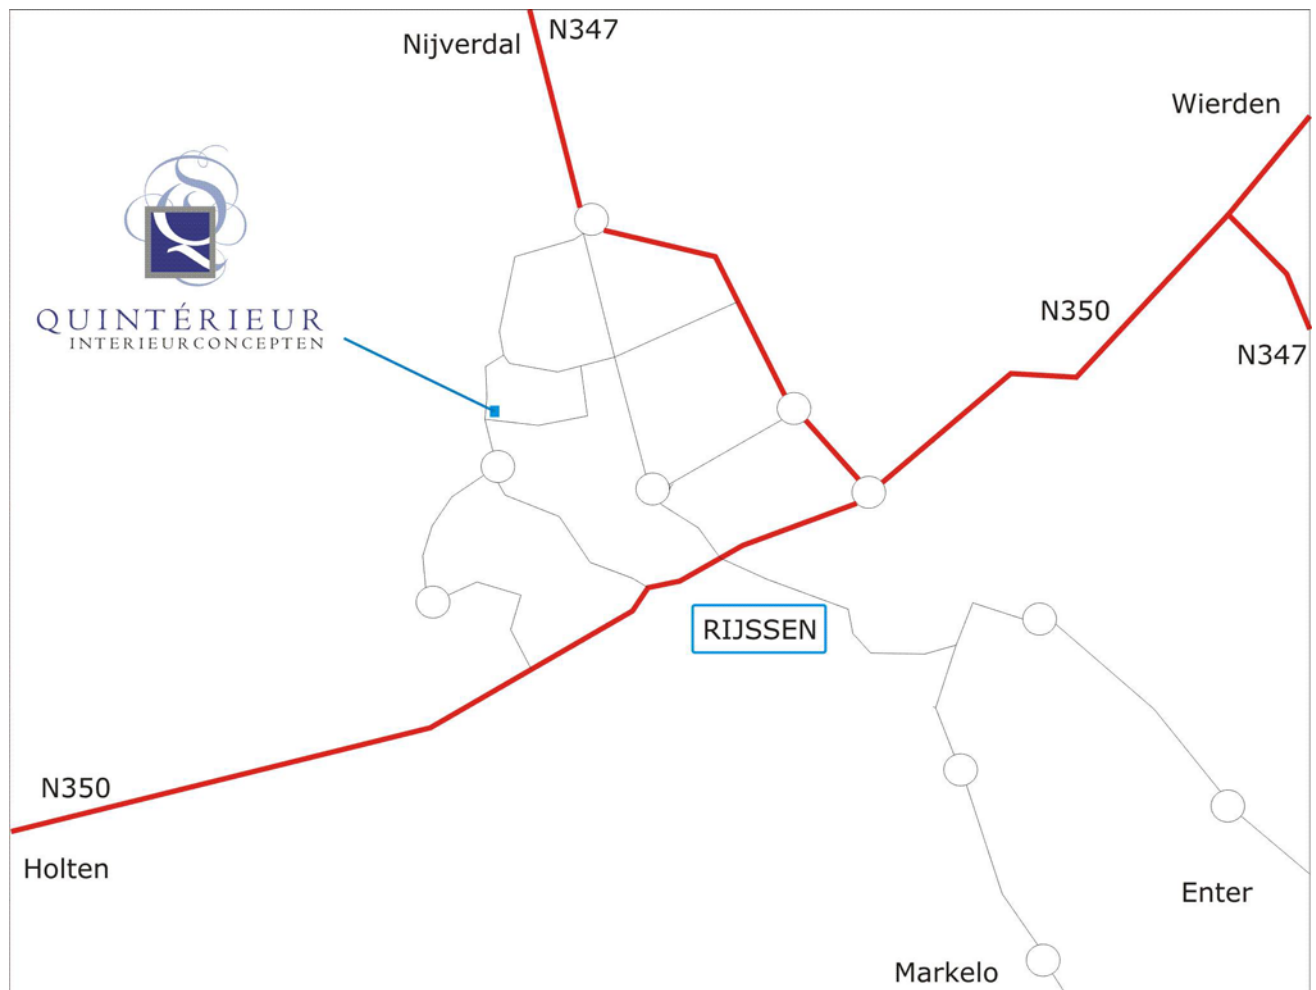 N347
Nijverdal
Wierden
QUINTÉRIEUR
INTERIEURCONCEPTEN
N350
N347
RIJSSEN
N350
Holten
Enter
Markelo